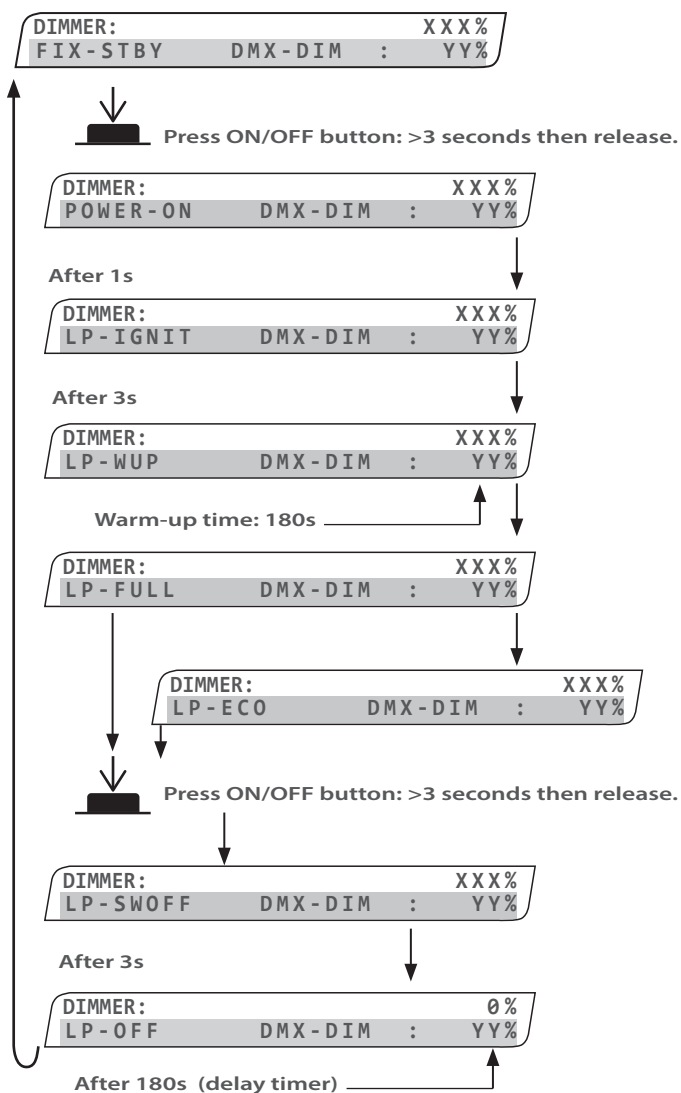 DIMMER: XXX%
FIX-STBY DMX-DIM : YY%
Press ON/OFF button: >3 seconds then release.
DIMMER: XXX%
POWER-ON DMX-DIM : YY%
After 1s
DIMMER: XXX%
LP-IGNIT DMX-DIM : YY%
After 3s
DIMMER: XXX%
LP-WUP DMX-DIM : YY%
Warm-up time: 180s
DIMMER: XXX%
LP-FULL DMX-DIM : YY%
DIMMER: XXX%
LP-ECO DMX-DIM : YY%
Press ON/OFF button: >3 seconds then release.
DIMMER: XXX%
LP-SWOFF DMX-DIM : YY%
After 3s
DIMMER: 0%
LP-OFF DMX-DIM : YY%
After 180s (delay timer)